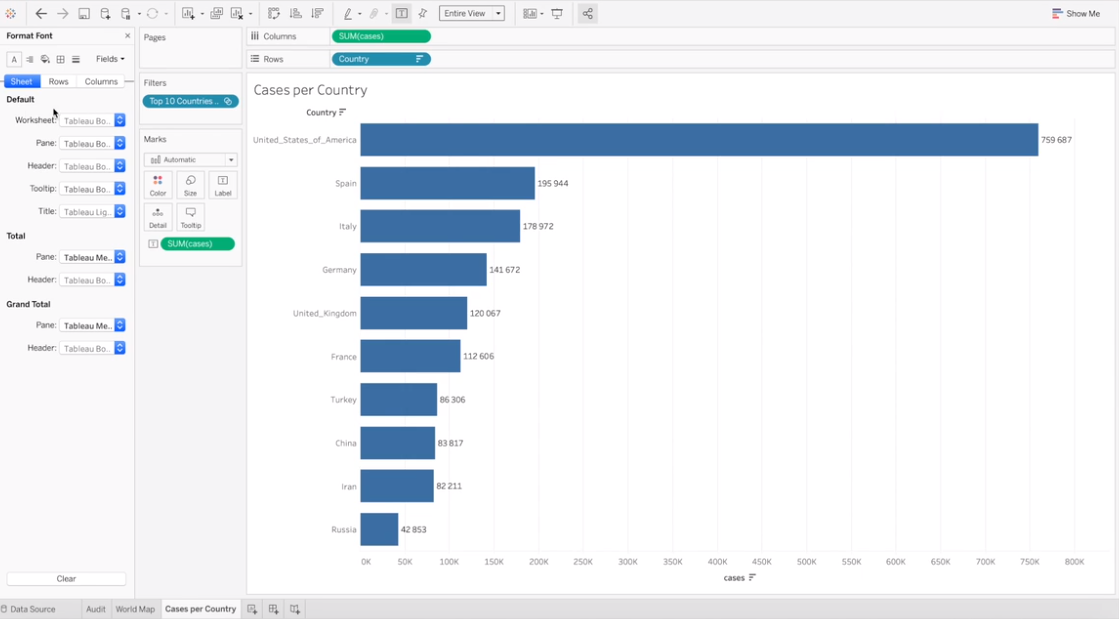 Entire View
Show Me
Format Font
A
Fields
Sheet Rows Columns
Default
Worksheet: Tableau Bo..
Pane: Tableau Bo..
Header: Tableau Bo..
Tooltip: Tableau Bo..
Title: Tableau Lig..
Total
Pane: Tableau Me..
Header: Tableau Bo..
Grand Total
Pane: Tableau Me..
Header: Tableau Bo..
Clear
Pages
Filters
Top 10 Countries..
Marks
Automatic
Color Size Label
Detail Tooltip
SUM(cases)
Columns SUM(cases)
Rows Country
Cases per Country
Country
United_States_of_America 759 687
Spain 195 944
Italy 178 972
Germany 141 672
United_Kingdom 120 067
France 112 606
Turkey 86 306
China 83 817
Iran 82 211
Russia 42 853
0K 50K 100K 150K 200K 250K 300K 350K 400K 450K 500K 550K 600K 650K 700K 750K 800K
cases
Data Source Audit World Map Cases per Country